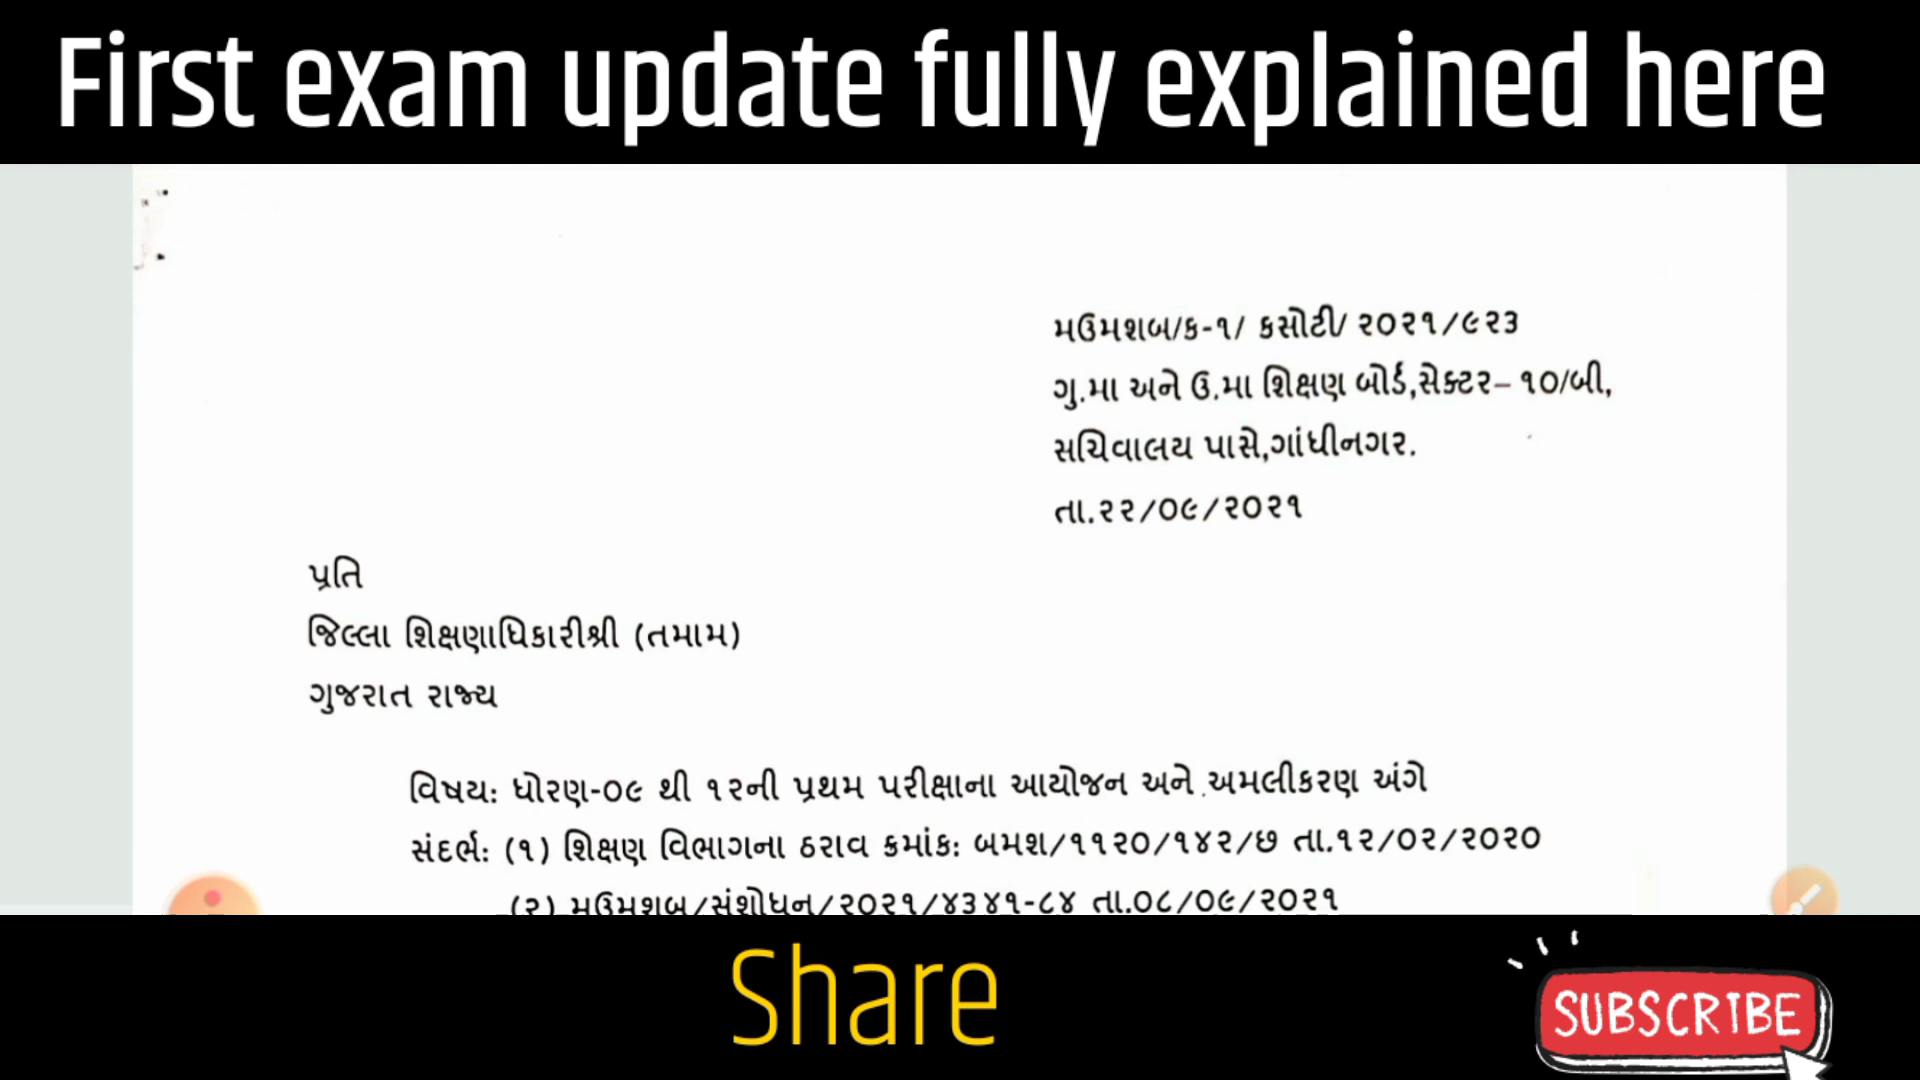 First exam update fully explained here
મઉમશબ/ક-૧/ કસોટી/ ૨૦૨૧/૯૨૩
ગુ.મા અને ઉ.મા શિક્ષણ બોર્ડ,સેક્ટર– ૧૦/બી,
સચિવાલય પાસે,ગાંધીનગર.
તા.૨૨/૦૯/૨૦૨૧
પ્રતિ
જિલ્લા શિક્ષણાધિકારીશ્રી (તમામ)
ગુજરાત રાજ્ય
વિષય: ધોરણ-૦૯ થી ૧૨ની પ્રથમ પરીક્ષાના આયોજન અને અમલીકરણ અંગે
સંદર્ભ: (૧) શિક્ષણ વિભાગના ઠરાવ ક્રમાંક: બમશ/૧૧૨૦/૧૪૨/છ તા.૧૨/૦૨/૨૦૨૦
(૨) મઉમશબ/સંશોધન/૨૦૨૧/૪૩૪૧-૮૪ તા.૦૮/૦૯/૨૦૨૧
Share
SUBSCRIBE